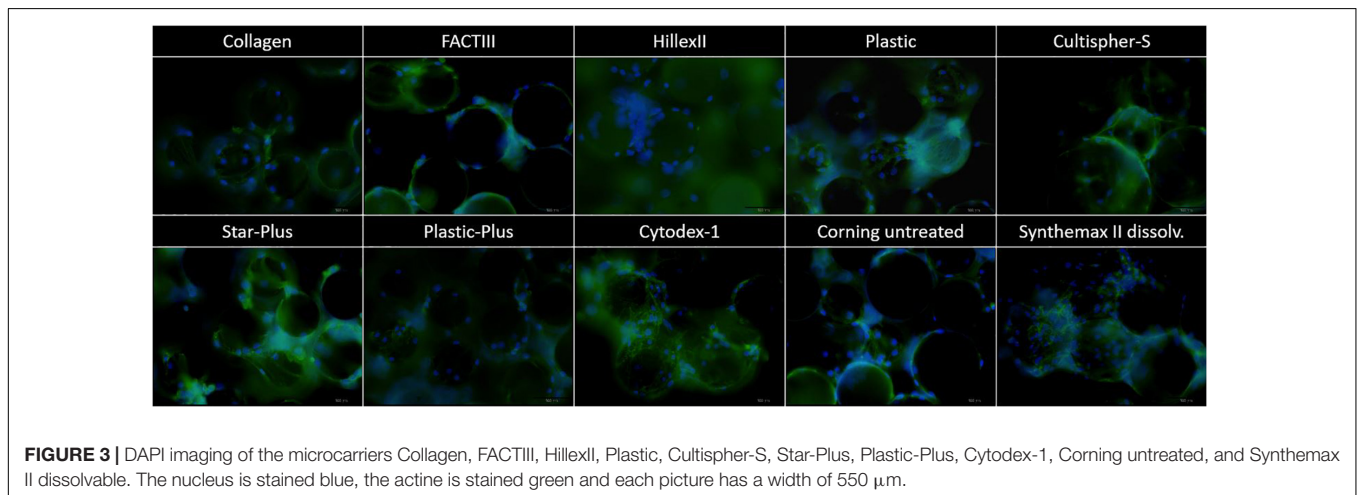 Collagen FACTIII HillexII Plastic Cultispher-S
Star-Plus Plastic-Plus Cytodex-1 Corning untreated Synthemax II dissolv.
FIGURE 3 | DAPI imaging of the microcarriers Collagen, FACTIII, HillexII, Plastic, Cultispher-S, Star-Plus, Plastic-Plus, Cytodex-1, Corning untreated, and Synthemax
II dissolvable. The nucleus is stained blue, the actine is stained green and each picture has a width of 550 μm.